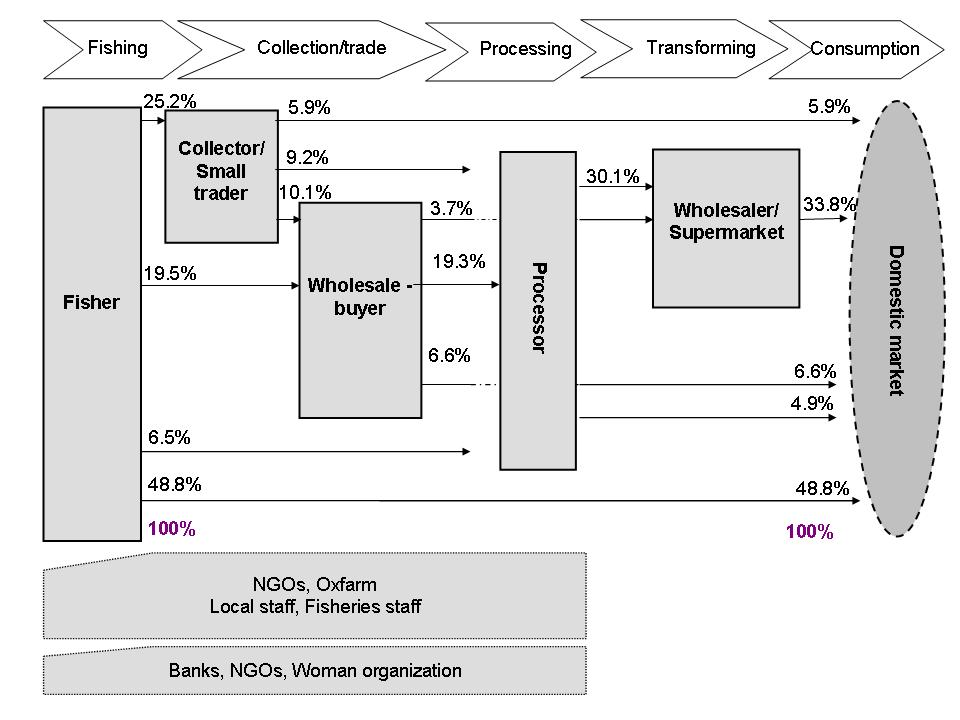 Fishing
Collection/trade
Processing
Transforming
Consumption
25.2%
5.9%
5.9%
Collector/
Small
trader
9.2%
10.1%
3.7%
30.1%
33.8%
Wholesaler/
Supermarket
19.5%
19.3%
Fisher
Wholesale -
buyer
Processor
Domestic market
6.6%
6.6%
4.9%
6.5%
48.8%
48.8%
100%
100%
NGOs, Oxfarm
Local staff, Fisheries staff
Banks, NGOs, Woman organization